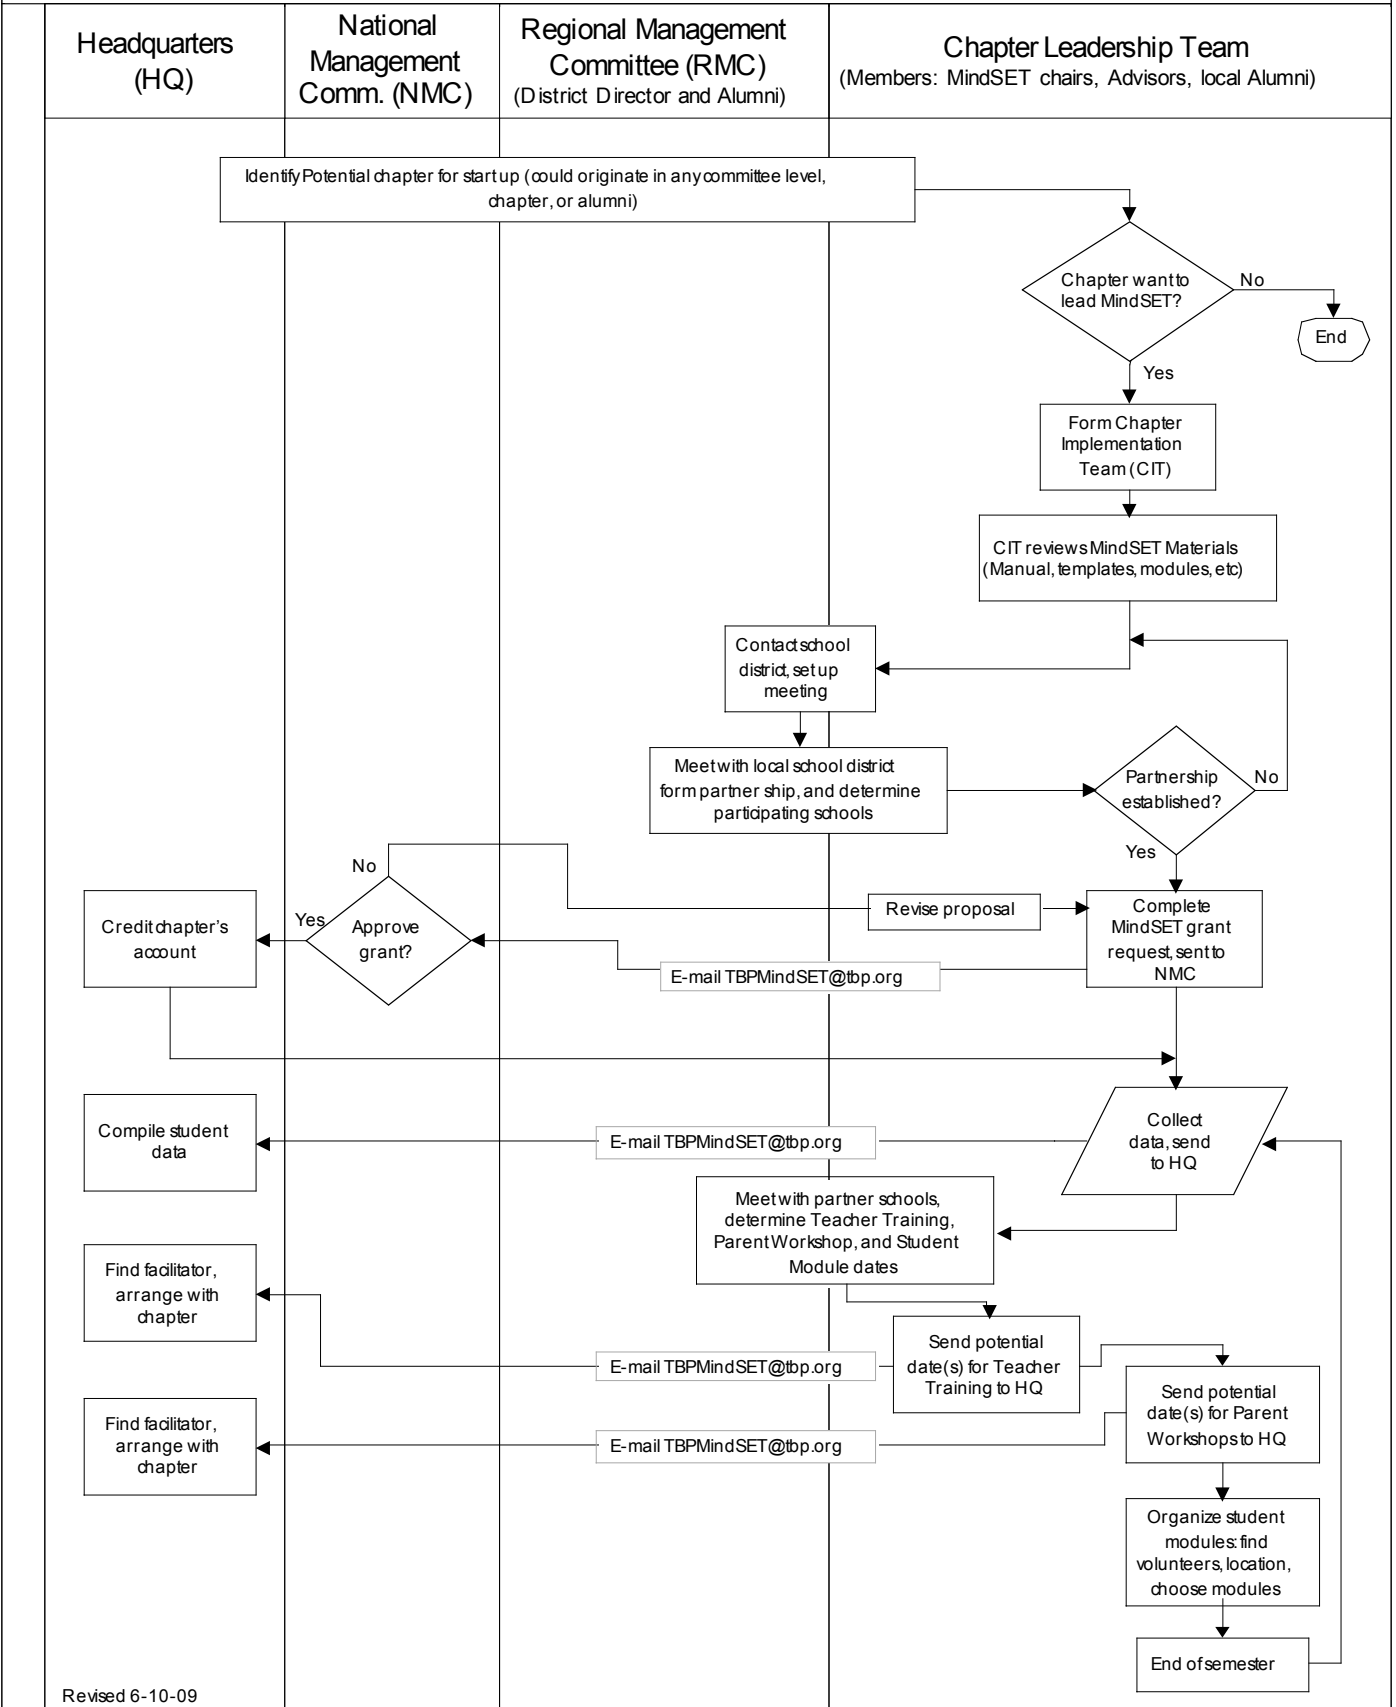 Headquarters
(HQ)
National
Management
Comm. (NMC)
Regional Management
Committee (RMC)
(District Director and Alumni)
Chapter Leadership Team
(Members: MindSET chairs, Advisors, local Alumni)
Identify Potential chapter for start up (could originate in any committee level,
chapter, or alumni)
Chapter want to
lead MindSET?
No
End
Yes
Form Chapter
Implementation
Team (CIT)
CIT reviews MindSET Materials
(Manual, templates, modules, etc)
Contact school
district, set up
meeting
Meet with local school district
form partner ship, and determine
participating schools
Partnership
established?
No
Yes
No
Credit chapter's
account
Yes
Approve
grant?
Revise proposal
Complete
MindSET grant
request, sent to
NMC
E-mail TBPMindSET@tbp.org
Compile student
data
E-mail TBPMindSET@tbp.org
Collect
data, send
to HQ
Meet with partner schools,
determine Teacher Training,
Parent Workshop, and Student
Module dates
Find facilitator,
arrange with
chapter
E-mail TBPMindSET@tbp.org
Send potential
date(s) for Teacher
Training to HQ
Send potential
date(s) for Parent
Workshops to HQ
Find facilitator,
arrange with
chapter
E-mail TBPMindSET@tbp.org
Organize student
modules: find
volunteers, location,
choose modules
End of semester
Revised 6-10-09